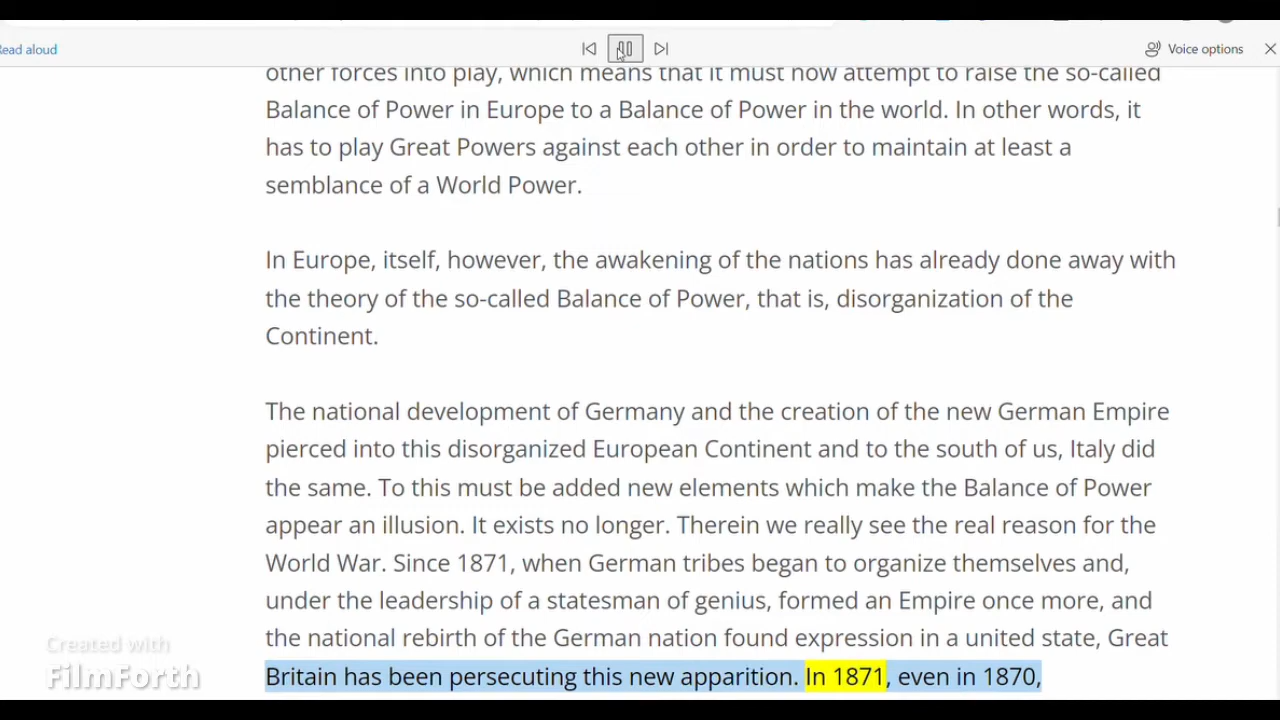 Read aloud
Voice options
other forces into play, which means that it must now attempt to raise the so-called
Balance of Power in Europe to a Balance of Power in the world. In other words, it
has to play Great Powers against each other in order to maintain at least a
semblance of a World Power.
In Europe, itself, however, the awakening of the nations has already done away with
the theory of the so-called Balance of Power, that is, disorganization of the
Continent.
The national development of Germany and the creation of the new German Empire
pierced into this disorganized European Continent and to the south of us, Italy did
the same. To this must be added new elements which make the Balance of Power
appear an illusion. It exists no longer. Therein we really see the real reason for the
World War. Since 1871, when German tribes began to organize themselves and,
under the leadership of a statesman of genius, formed an Empire once more, and
the national rebirth of the German nation found expression in a united state, Great
Britain has been persecuting this new apparition. In 1871, even in 1870,
Created with
FilmForth